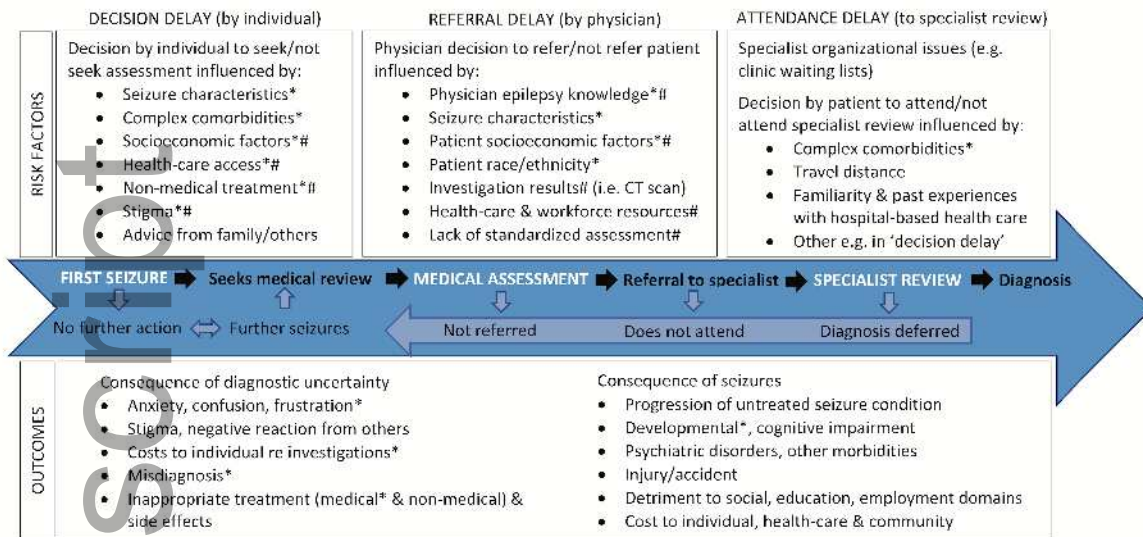 DECISION DELAY (by individual)
REFERRAL DELAY (by physician)
ATTENDANCE DELAY (to specialist review)
RISK FACTORS
Decision by individual to seek/not
seek assessment influenced by:
• Seizure characteristics*
• Complex comorbidities*
• Socioeconomic factors*#
• Health-care access*#
• Non-medical treatment*#
• Stigma*#
• Advice from family/others
Physician decision to refer/not refer patient
influenced by:
• Physician epilepsy knowledge*#
• Seizure characteristics*
• Patient socioeconomic factors*#
• Patient race/ethnicity*
• Investigation results# (i.e. CT scan)
• Health-care & workforce resources#
• Lack of standardized assessment#
Specialist organizational issues (e.g.
clinic waiting lists)
Decision by patient to attend/not
attend specialist review influenced by:
• Complex comorbidities*
• Travel distance
• Familiarity & past experiences
with hospital-based health care
• Other e.g. in 'decision delay'
FIRST SEIZURE Seeks medical review MEDICAL ASSESSMENT Referral to specialist SPECIALIST REVIEW Diagnosis
No further action Further seizures Not referred Does not attend Diagnosis deferred
OUTCOMES
Consequence of diagnostic uncertainty
• Anxiety, confusion, frustration*
• Stigma, negative reaction from others
• Costs to individual re investigations*
• Misdiagnosis*
• Inappropriate treatment (medical* & non-medical) &
side effects
Consequence of seizures
• Progression of untreated seizure condition
• Developmental*, cognitive impairment
• Psychiatric disorders, other morbidities
• Injury/accident
• Detriment to social, education, employment domains
• Cost to individual, health-care & community
script